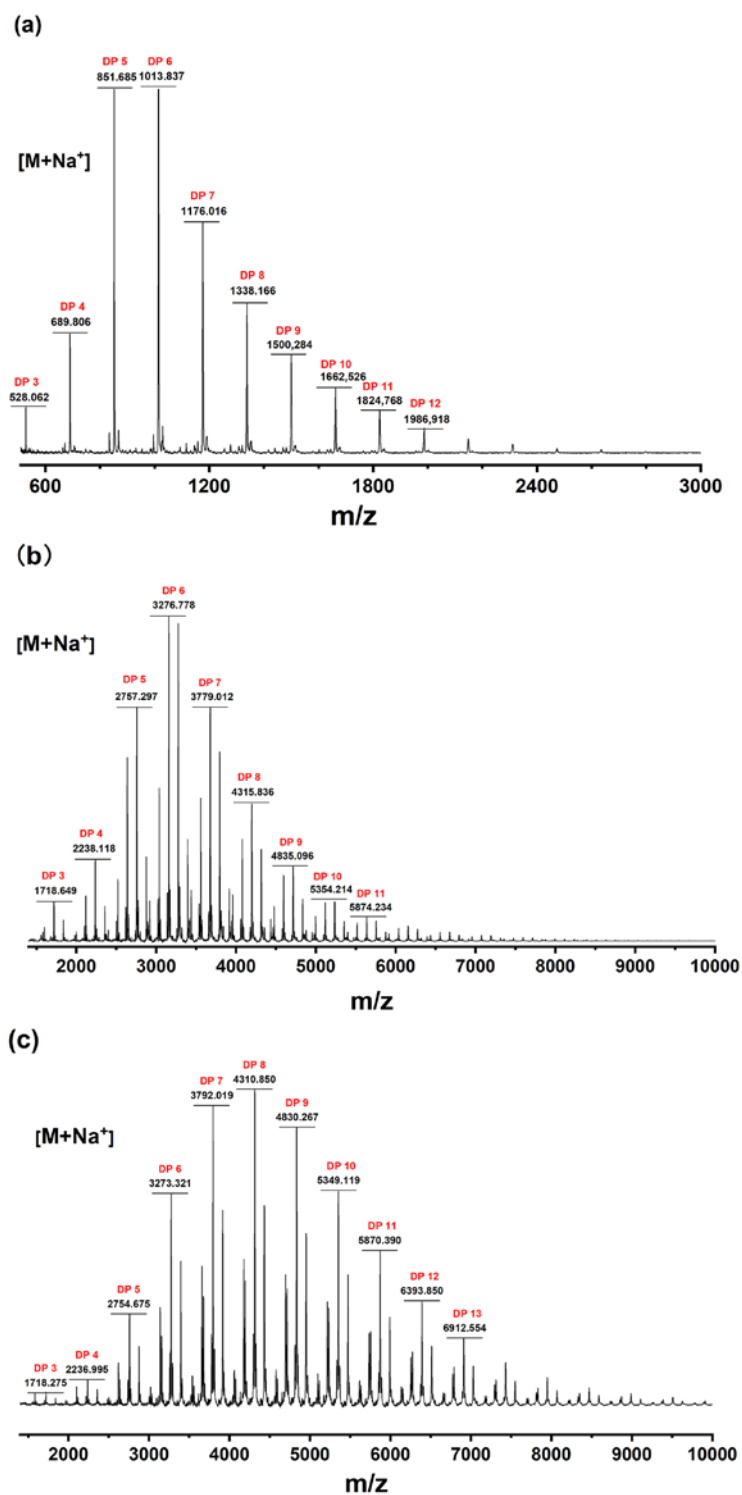 (a)
DP 5
851.685
DP 6
1013.837
[M+Na⁺]
DP 7
1176.016
DP 8
1338.166
DP 4
689.806
DP 9
1500,284
DP 3
528.062
DP 10
1662,526
DP 11
1824,768
DP 12
1986,918
600 1200 1800 2400 3000
m/z
(b)
DP 6
3276.778
[M+Na⁺]
DP 5
2757.297
DP 7
3779.012
DP 8
4315.836
DP 4
2238.118
DP 9
4835,096
DP 3
1718.649
DP 10
5354.214
DP 11
5874.234
2000 3000 4000 5000 6000 7000 8000 9000 10000
m/z
(c)
DP 8
4310.850
DP 7
3792.019
DP 9
4830.267
[M+Na⁺]
DP 6
3273.321
DP 10
5349.119
DP 11
5870.390
DP 5
2754.675
DP 12
6393.850
DP 13
6912.554
DP 4
2236.995
DP 3
1718.275
2000 3000 4000 5000 6000 7000 8000 9000 10000
m/z